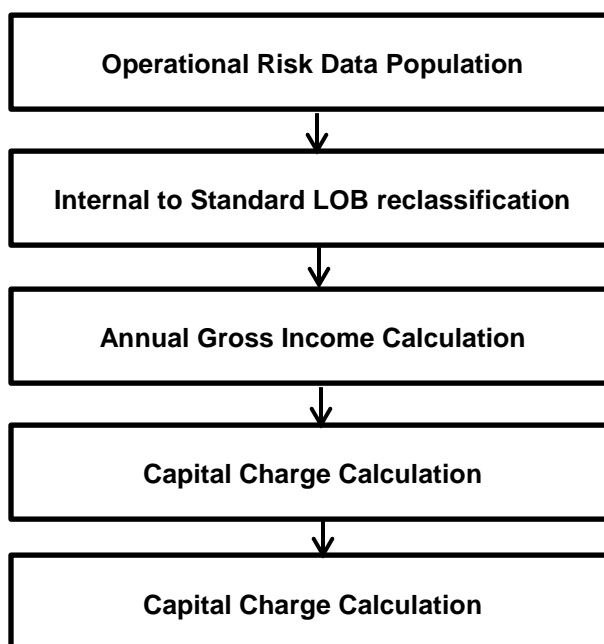 Operational Risk Data Population
Internal to Standard LOB reclassification
Annual Gross Income Calculation
Capital Charge Calculation
Capital Charge Calculation